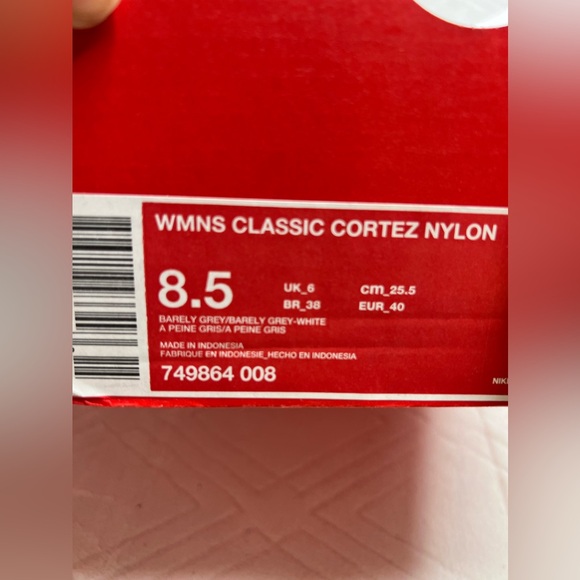 WMNS CLASSIC CORTEZ NYLON
8.5 UK_6 cm_25.5
BR_38 EUR_40
BARELY GREY/BARELY GREY-WHITE
A PEINE GRIS/A PEINE GRIS
MADE IN INDONESIA
FABRIQUE EN INDONESIE_HECHO EN INDONESIA
749864 008
NIKE